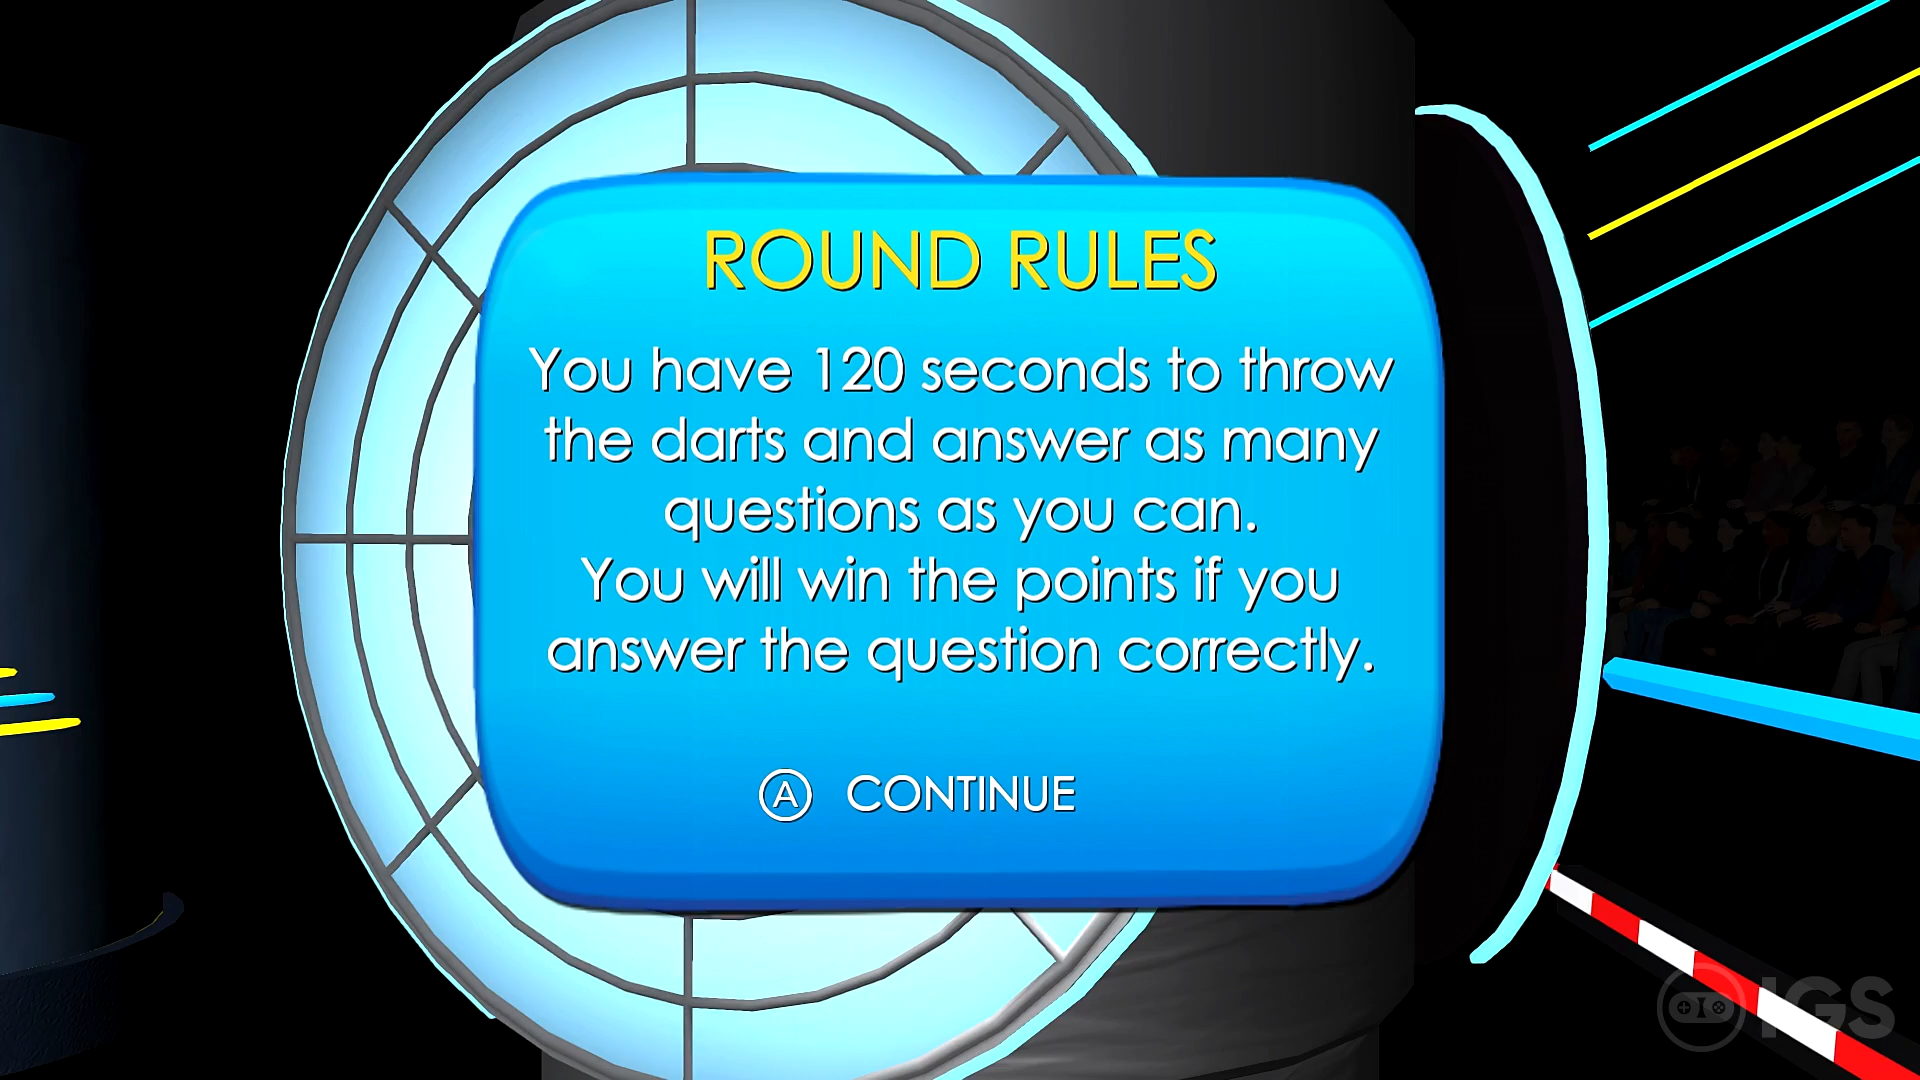 ROUND RULES
You have 120 seconds to throw
the darts and answer as many
questions as you can.
You will win the points if you
answer the question correctly.
A CONTINUE
IGS